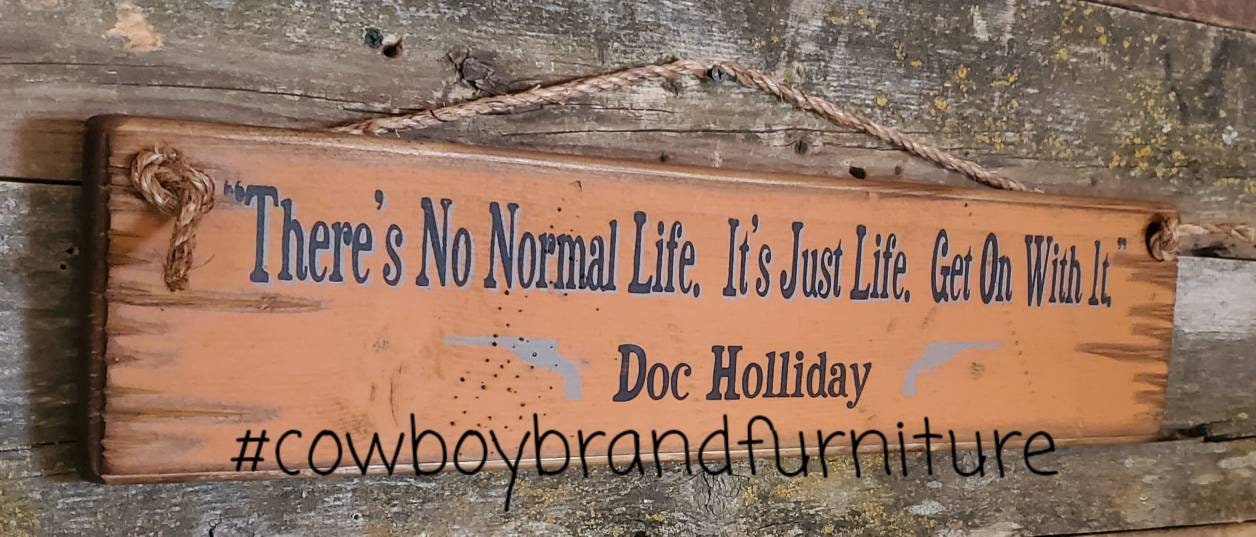 “There's No Normal Life. It's Just Life. Get On With It.”
Doc Holliday
#cowboybrandfurniture